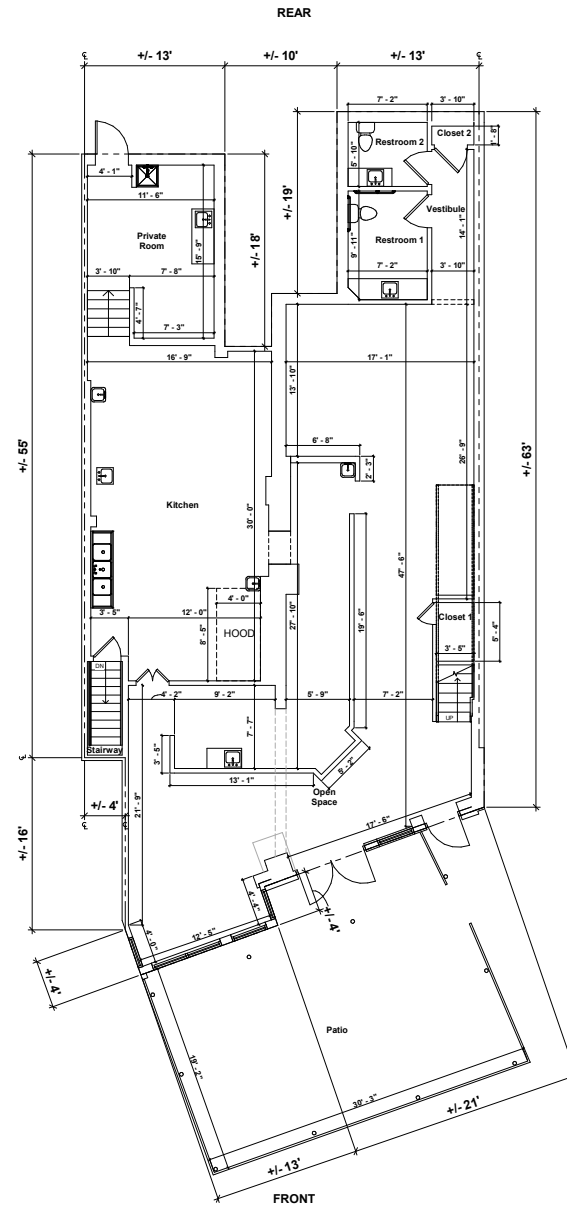 REAR
+/- 13'
+/- 10'
+/- 13'
7' - 2"
3' - 10"
Restroom 2
Closet 2
1' - 8"
5' - 10"
4' - 1"
11' - 6"
+/- 19'
Vestibule
14' - 1"
Private
Room
15' - 9"
+/- 18'
Restroom 1
9' - 11"
7' - 2"
3' - 10"
3' - 10"
7' - 8"
4' - 7"
7' - 3"
16' - 9"
17' - 1"
13' - 10"
6' - 8"
2' - 3"
26' - 9"
+/- 55'
+/- 63'
Kitchen
30' - 0"
47' - 6"
19' - 6"
27' - 10"
3' - 5"
12' - 0"
4' - 0"
8' - 5"
HOOD
Closet 1
5' - 4"
3' - 5"
DN
4' - 2"
9' - 2"
5' - 9"
7' - 2"
UP
Stairway
7' - 7"
3' - 5"
13' - 1"
Open
Space
+/- 4'
21' - 9"
+/- 16'
17' - 6"
4' - 4"
+/- 4'
12' - 5"
4' - 0"
+/- 4'
Patio
19' - 2"
30' - 3"
+/- 21'
+/- 13'
FRONT